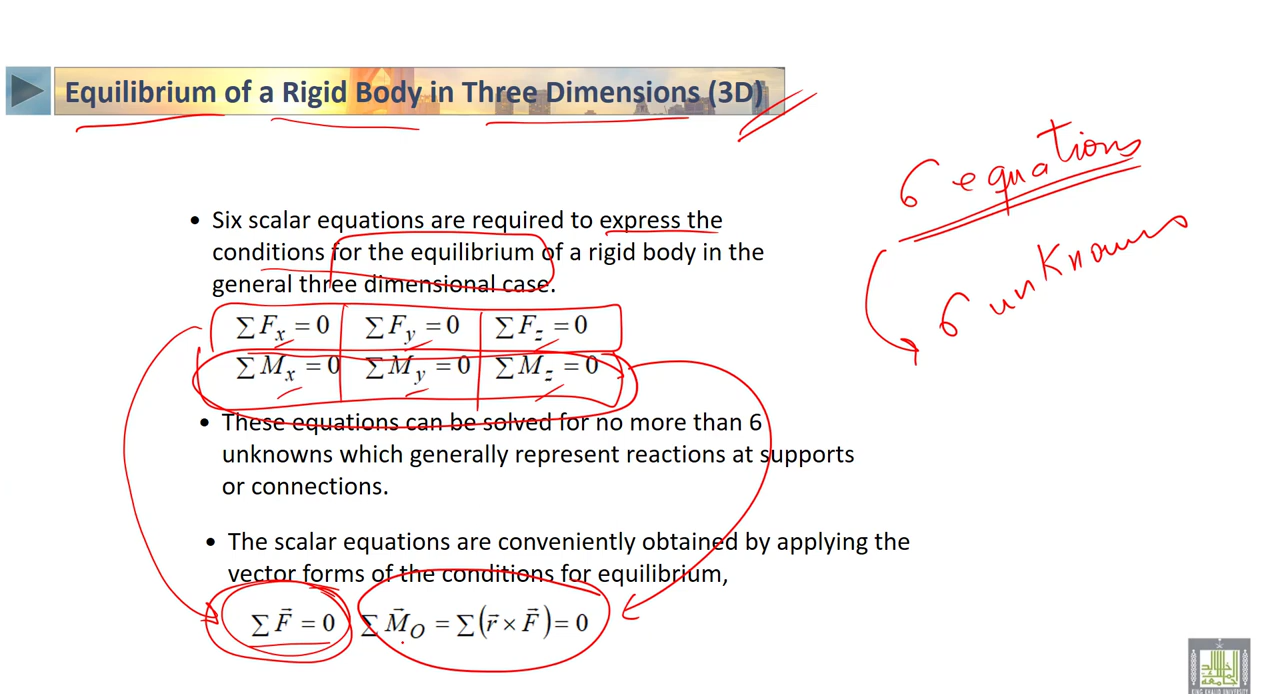 Equilibrium of a Rigid Body in Three Dimensions (3D)
6 equations
6 unknowns
• Six scalar equations are required to express the
conditions for the equilibrium of a rigid body in the
general three dimensional case.
∑ F_x = 0 ∑ F_y = 0 ∑ F_z = 0
∑ M_x = 0 ∑ M_y = 0 ∑ M_z = 0
• These equations can be solved for no more than 6
unknowns which generally represent reactions at supports
or connections.
• The scalar equations are conveniently obtained by applying the
vector forms of the conditions for equilibrium,
∑ F⃗ = 0 ∑ M⃗_O = ∑(r⃗ × F⃗) = 0
KING KHALID UNIVERSITY